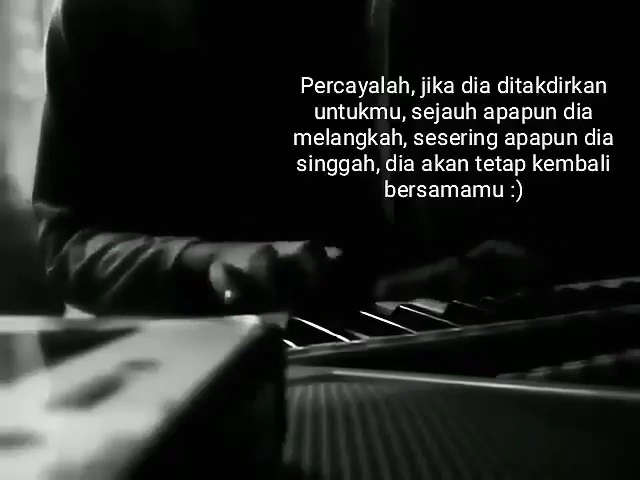 Percayalah, jika dia ditakdirkan
untukmu, sejauh apapun dia
melangkah, sesering apapun dia
singgah, dia akan tetap kembali
bersamamu :)